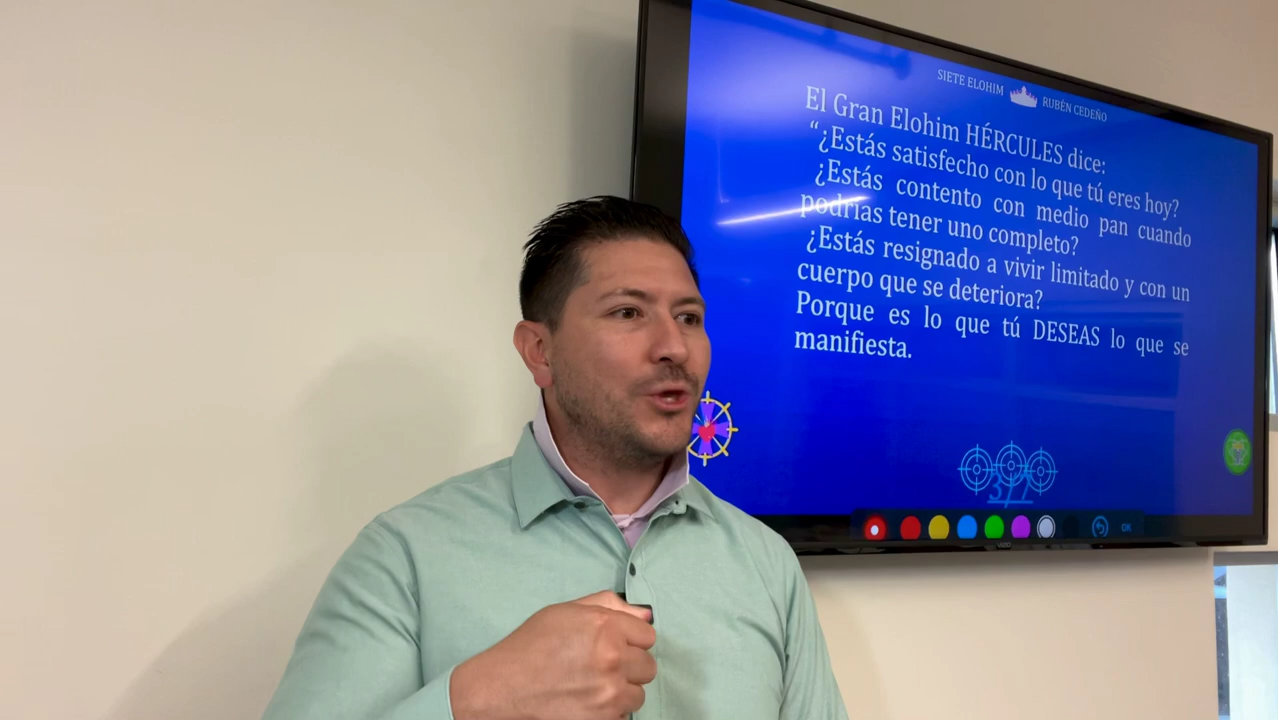 SIETE ELOHIM RUBÉN CEDEÑO
El Gran Elohim HÉRCULES dice:
“¿Estás satisfecho con lo que tú eres hoy?
¿Estás contento con medio pan cuando
podrías tener uno completo?
¿Estás resignado a vivir limitado y con un
cuerpo que se deteriora?
Porque es lo que tú DESEAS lo que se
manifiesta.
377
OK